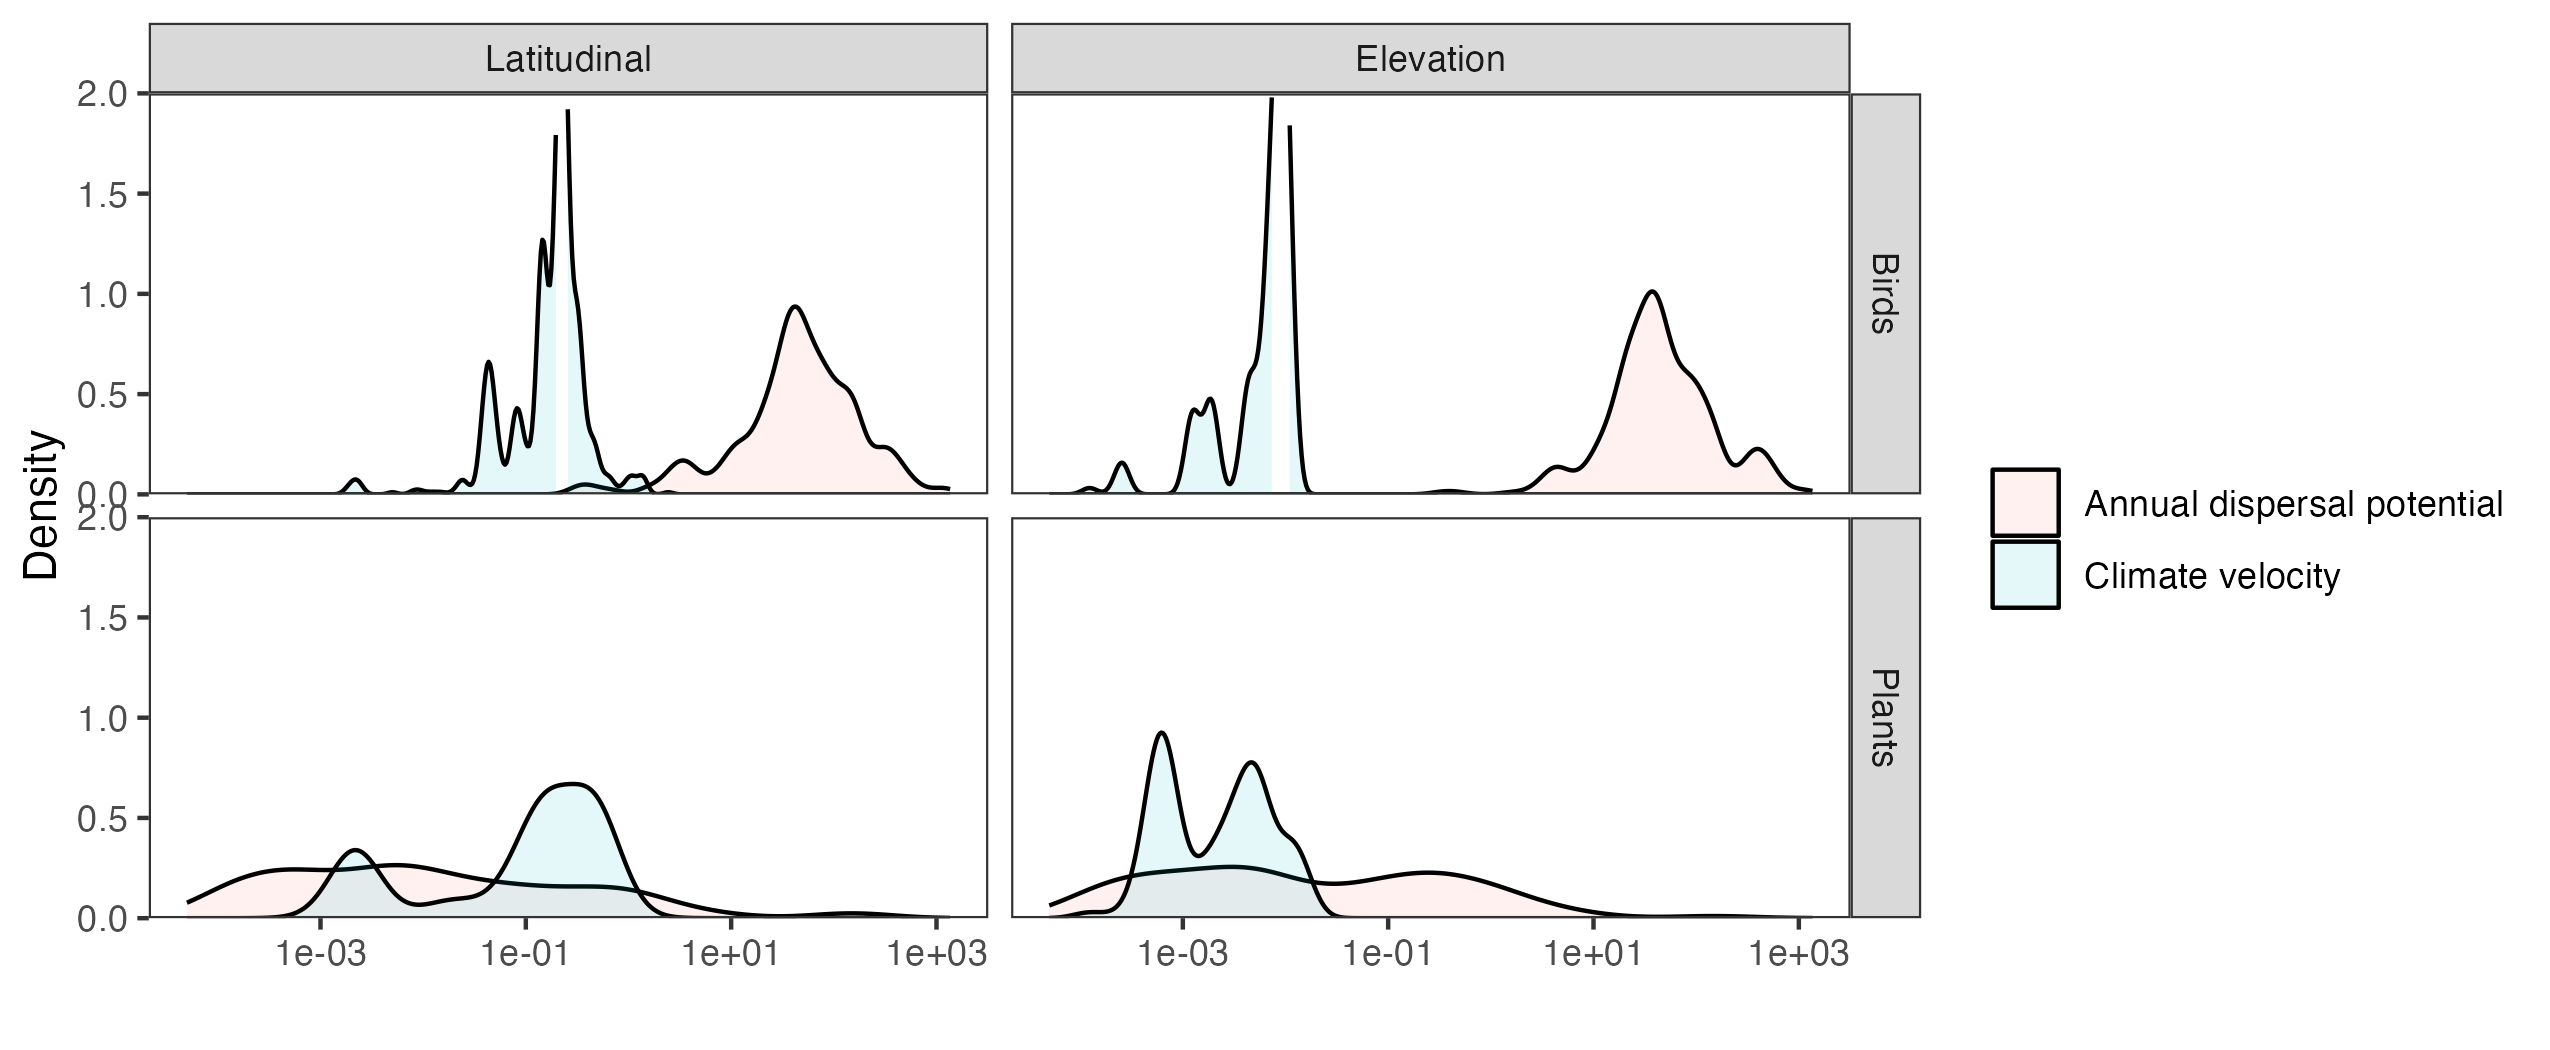 Latitudinal
Elevation
2.0
1.5
1.0
0.5
0.0
Birds
Density
2.0
1.5
1.0
0.5
0.0
Plants
1e-03
1e-01
1e+01
1e+03
1e-03
1e-01
1e+01
1e+03
Annual dispersal potential
Climate velocity